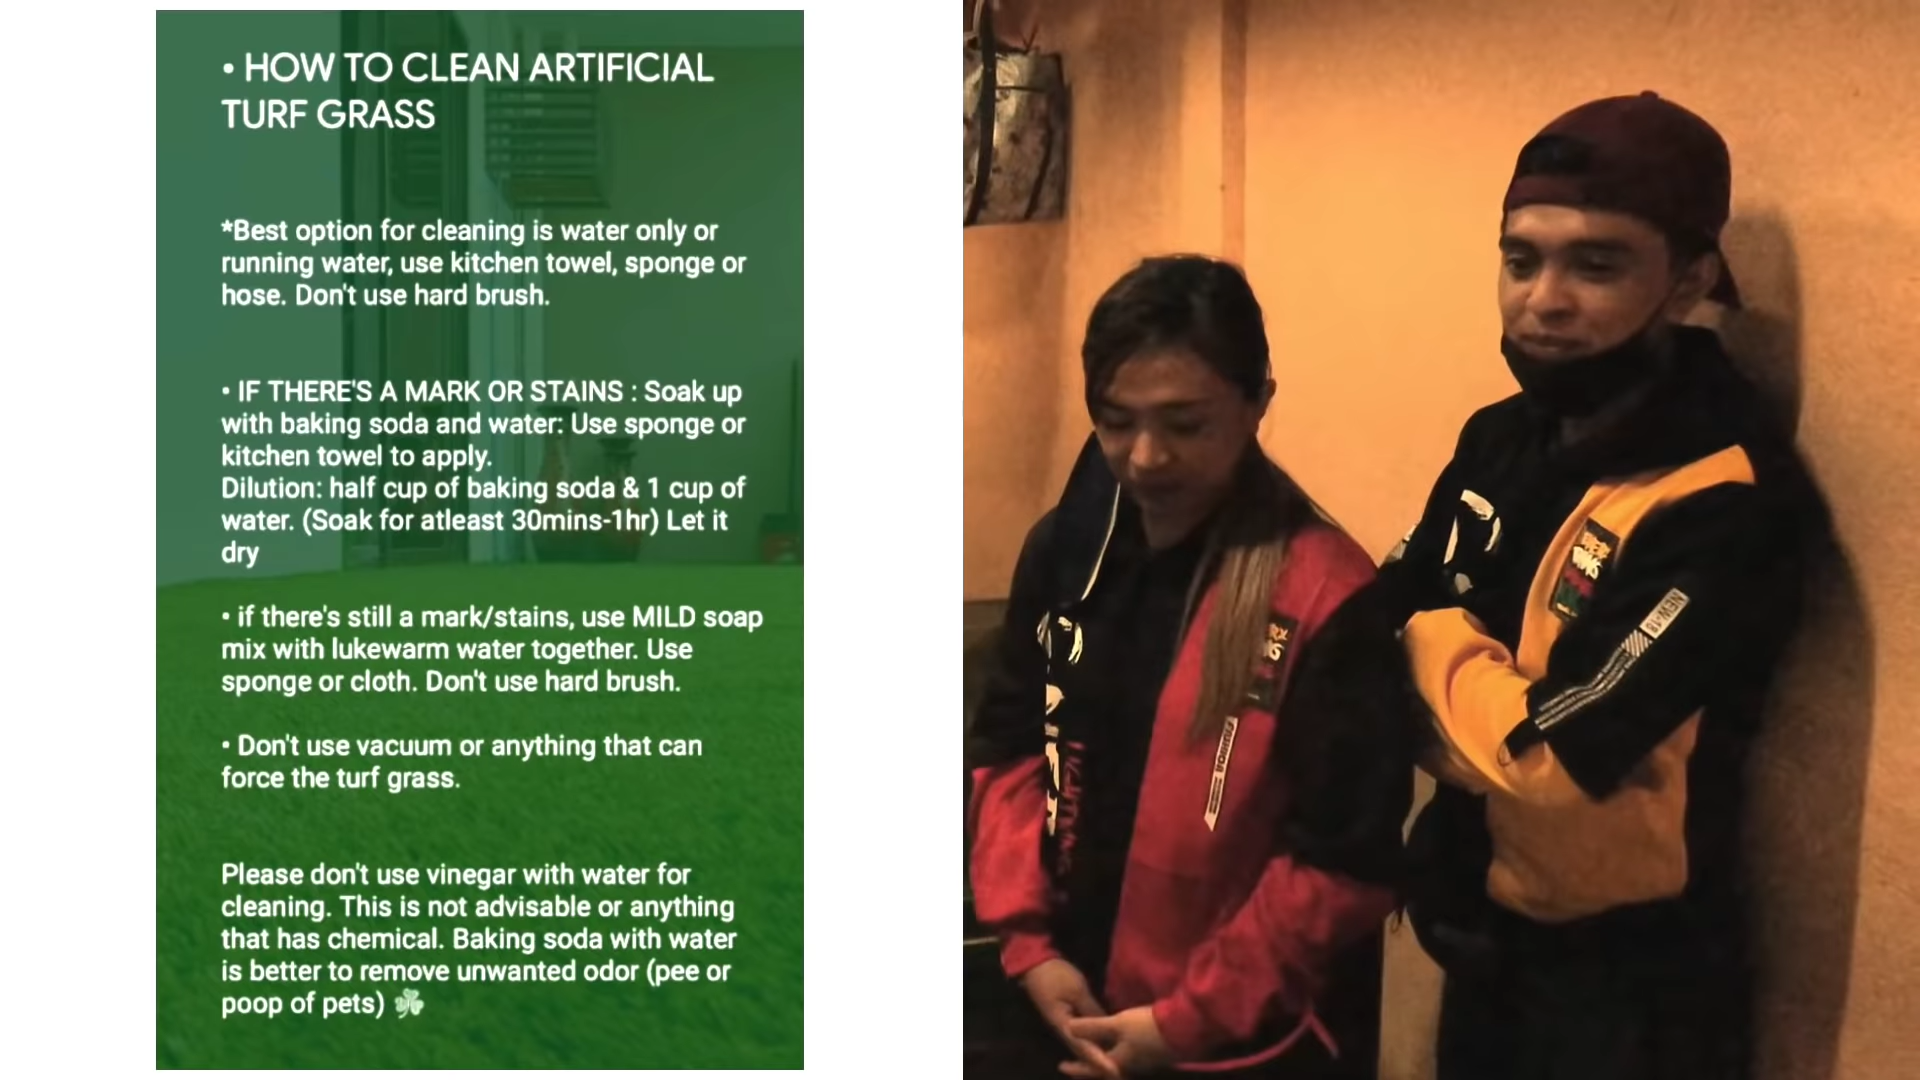 • HOW TO CLEAN ARTIFICIAL
TURF GRASS
*Best option for cleaning is water only or
running water, use kitchen towel, sponge or
hose. Don't use hard brush.
• IF THERE'S A MARK OR STAINS : Soak up
with baking soda and water: Use sponge or
kitchen towel to apply.
Dilution: half cup of baking soda & 1 cup of
water. (Soak for atleast 30mins-1hr) Let it
dry
• if there's still a mark/stains, use MILD soap
mix with lukewarm water together. Use
sponge or cloth. Don't use hard brush.
• Don't use vacuum or anything that can
force the turf grass.
Please don't use vinegar with water for
cleaning. This is not advisable or anything
that has chemical. Baking soda with water
is better to remove unwanted odor (pee or
poop of pets) ☘
NEW-18